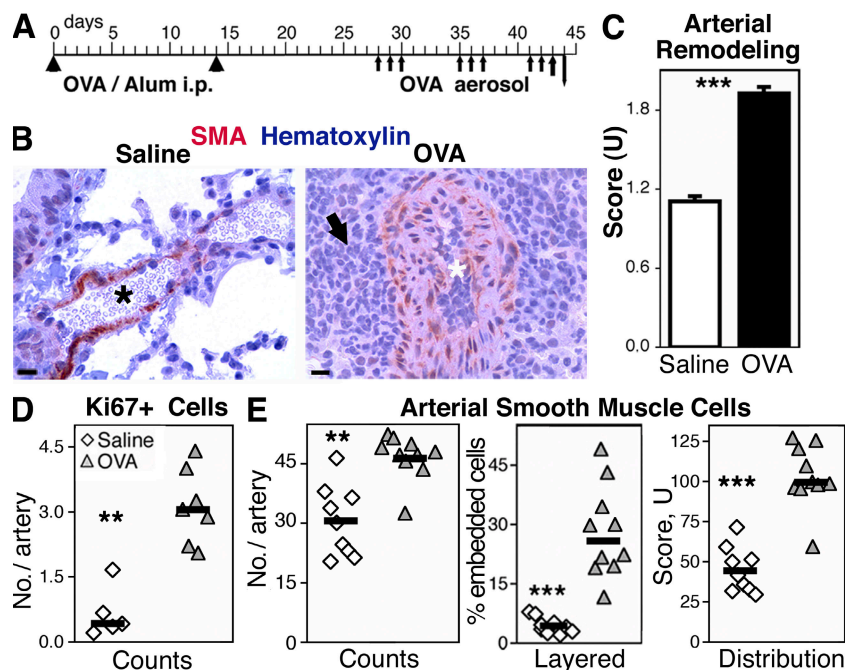 A
0 days 5 10 15 20 25 30 35 40 45
OVA / Alum i.p.
OVA aerosol
B
SMA Hematoxylin
Saline
OVA
*
*
C
Arterial
Remodeling
***
Score (U)
1.8
1.2
0.6
0.0
Saline OVA
D
Ki67+ Cells
Saline
OVA
**
No./ artery
4.5
3.0
1.5
0.0
Counts
E
Arterial Smooth Muscle Cells
**
No./ artery
45
30
15
0
Counts
***
% embedded cells
45
30
15
0
Layered
***
Score, U
125
100
75
50
25
0
Distribution